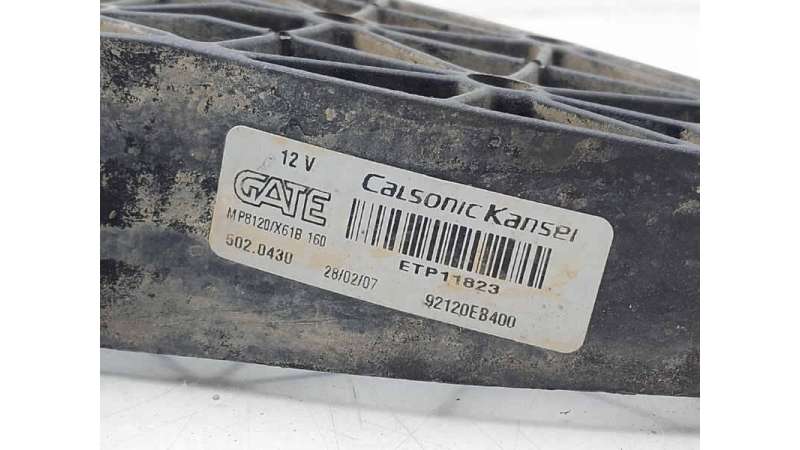 12 V
GATE
CALSONIC KANSEI
MPB120/X61B 160
502.0430
ETP11823
28/02/07
92120EB400